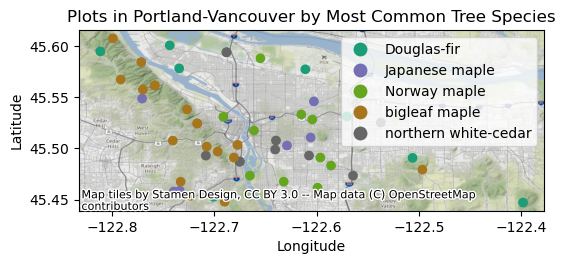 Plots in Portland-Vancouver by Most Common Tree Species
45.60
45.55
45.50
45.45
Latitude
Douglas-fir
Japanese maple
Norway maple
bigleaf maple
northern white-cedar
Map tiles by Stamen Design, CC BY 3.0 -- Map data (C) OpenStreetMap
contributors
−122.8
−122.7
−122.6
−122.5
−122.4
Longitude